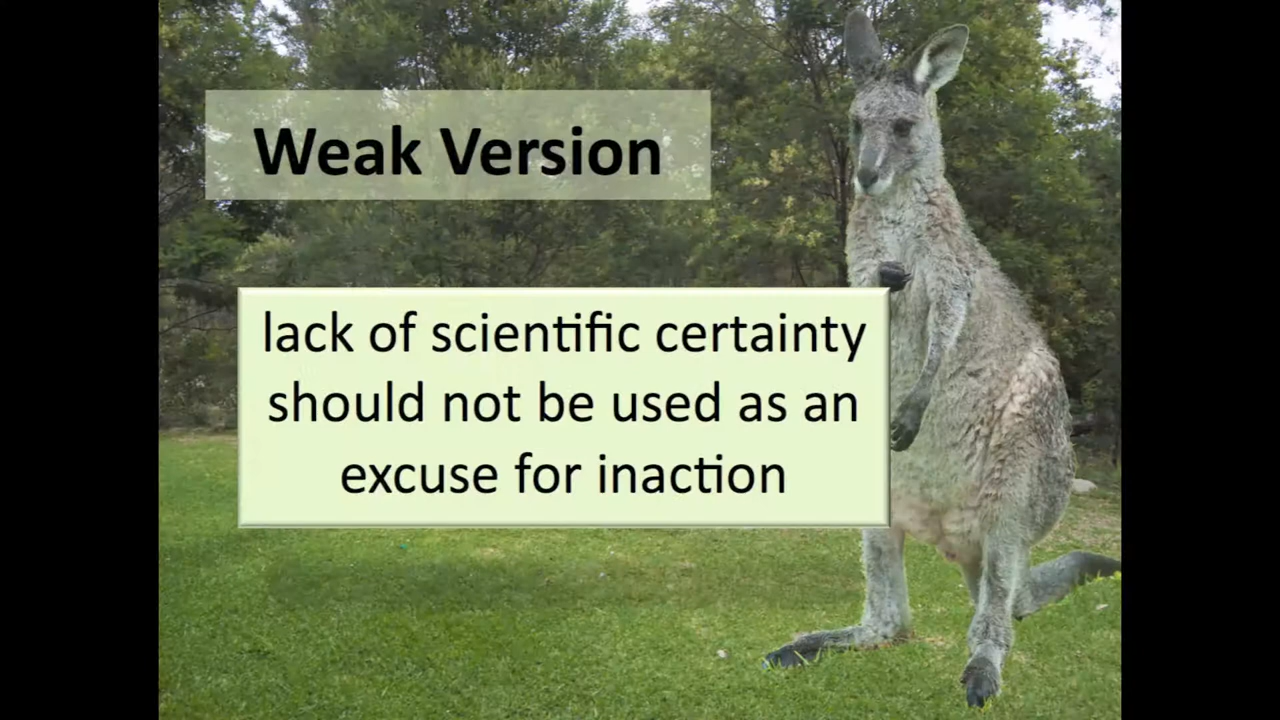 Weak Version
lack of scientific certainty
should not be used as an
excuse for inaction